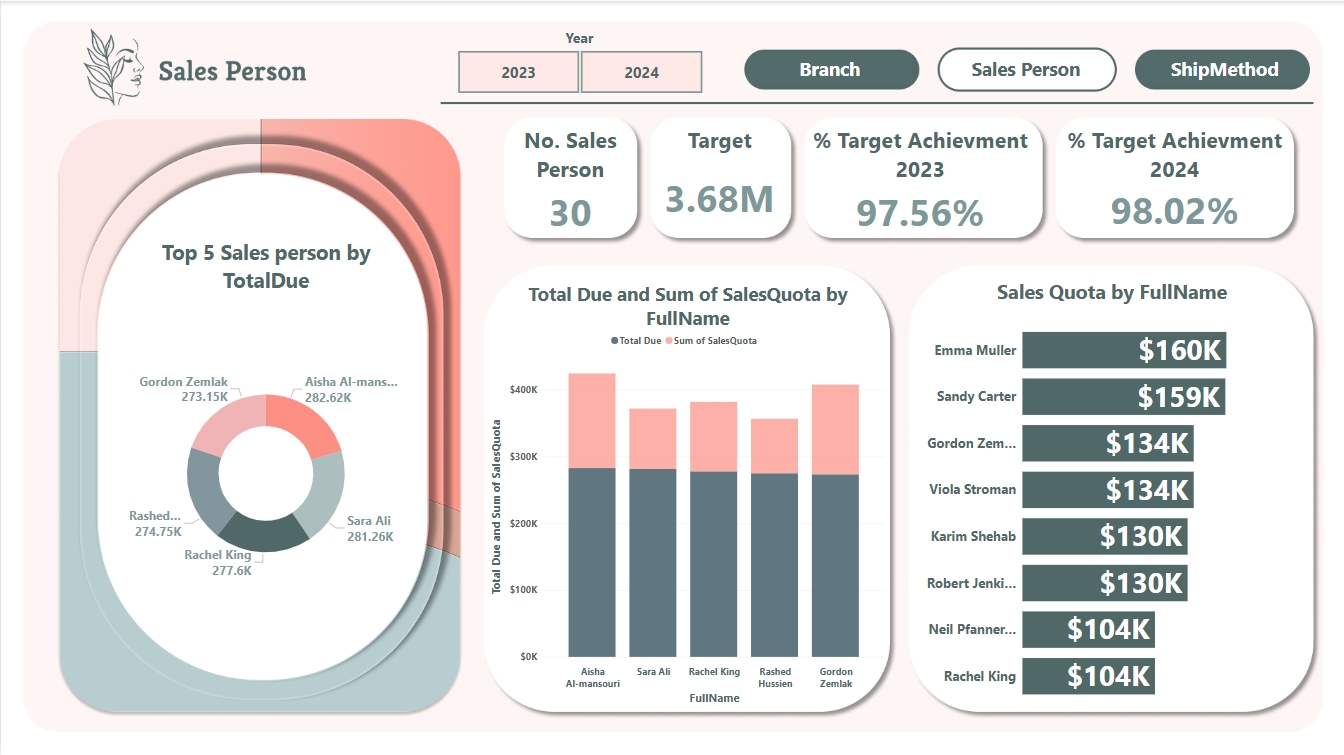 Sales Person
Year
2023
2024
Branch
Sales Person
ShipMethod
No. Sales
Person
30
Target
3.68M
% Target Achievment
2023
97.56%
% Target Achievment
2024
98.02%
Top 5 Sales person by
TotalDue
Gordon Zemlak
273.15K
Aisha Al-mans...
282.62K
Rashed...
274.75K
Sara Ali
281.26K
Rachel King
277.6K
Total Due and Sum of SalesQuota by
FullName
Total Due
Sum of SalesQuota
Total Due and Sum of SalesQuota
$400K
$300K
$200K
$100K
$0K
Aisha
Al-mansouri
Sara Ali
Rachel King
Rashed
Hussien
Gordon
Zemlak
FullName
Sales Quota by FullName
Emma Muller
$160K
Sandy Carter
$159K
Gordon Zem...
$134K
Viola Stroman
$134K
Karim Shehab
$130K
Robert Jenki...
$130K
Neil Pfanner...
$104K
Rachel King
$104K